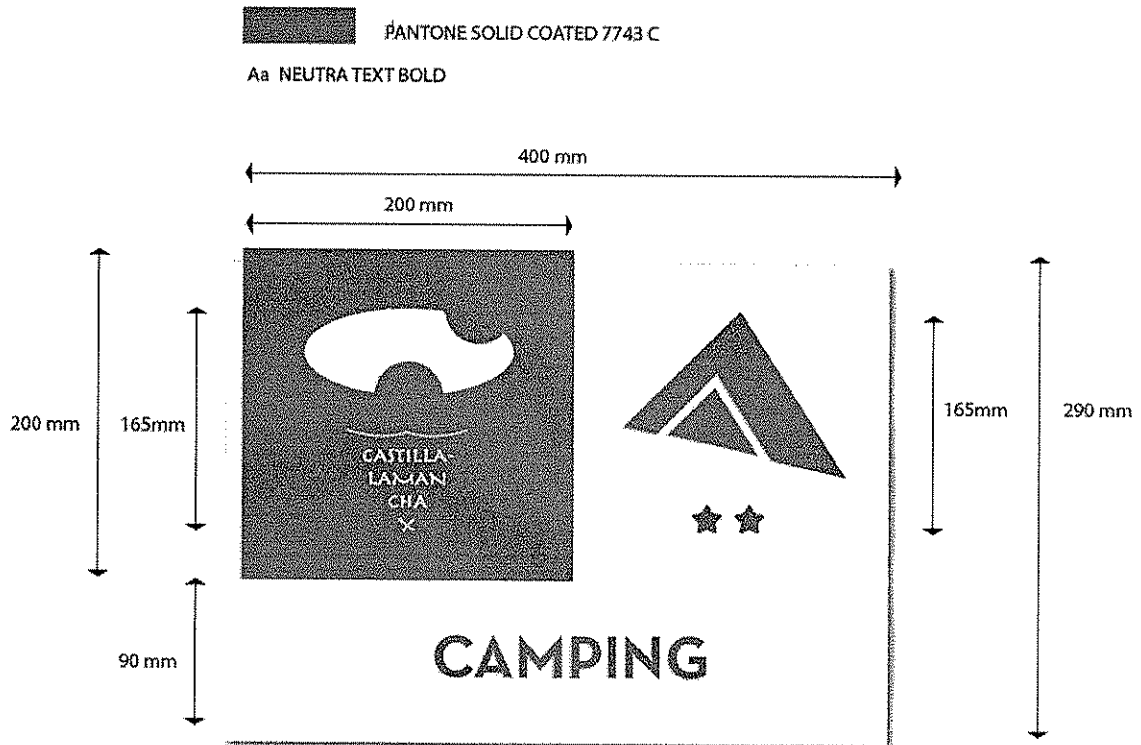 PANTONE SOLID COATED 7743 C
Aa NEUTRA TEXT BOLD
400 mm
200 mm
200 mm
165mm
CASTILLA-
LAMAN
CHA
165mm
290 mm
90 mm
CAMPING